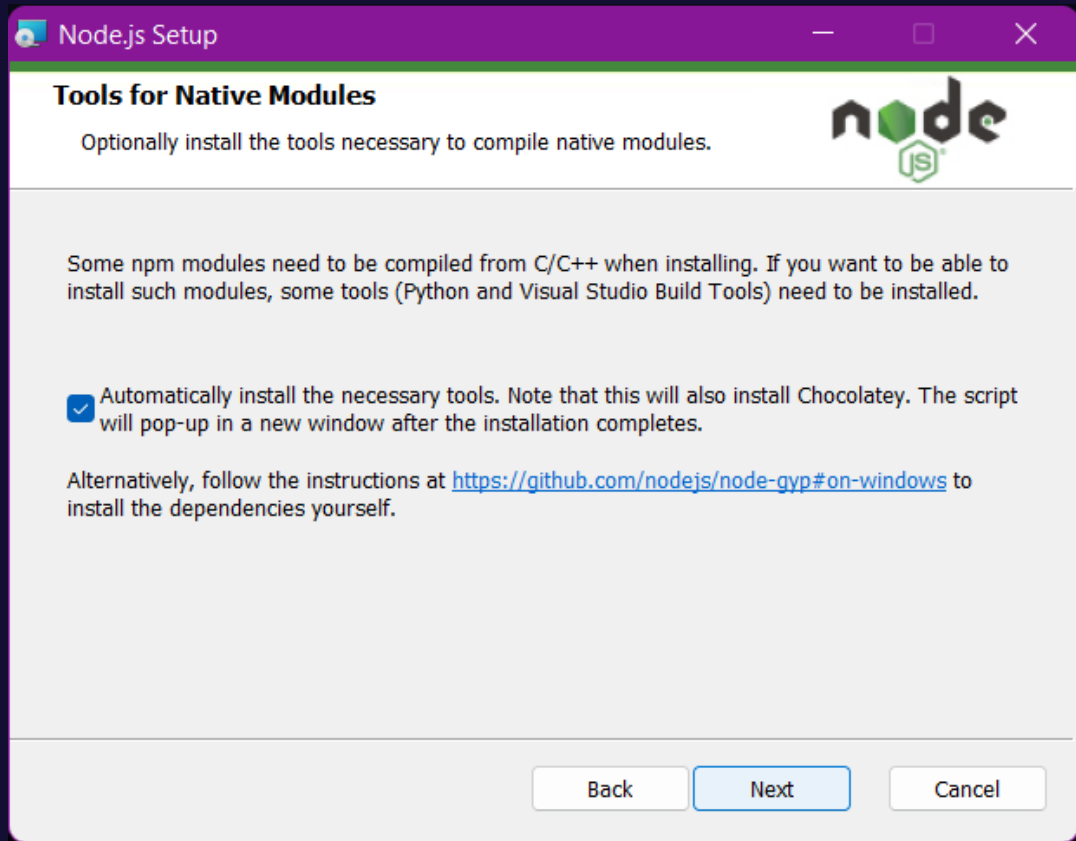 Node.js Setup
Tools for Native Modules
Optionally install the tools necessary to compile native modules.
node
JS
Some npm modules need to be compiled from C/C++ when installing. If you want to be able to
install such modules, some tools (Python and Visual Studio Build Tools) need to be installed.
Automatically install the necessary tools. Note that this will also install Chocolatey. The script
will pop-up in a new window after the installation completes.
Alternatively, follow the instructions at https://github.com/nodejs/node-gyp#on-windows to
install the dependencies yourself.
Back
Next
Cancel